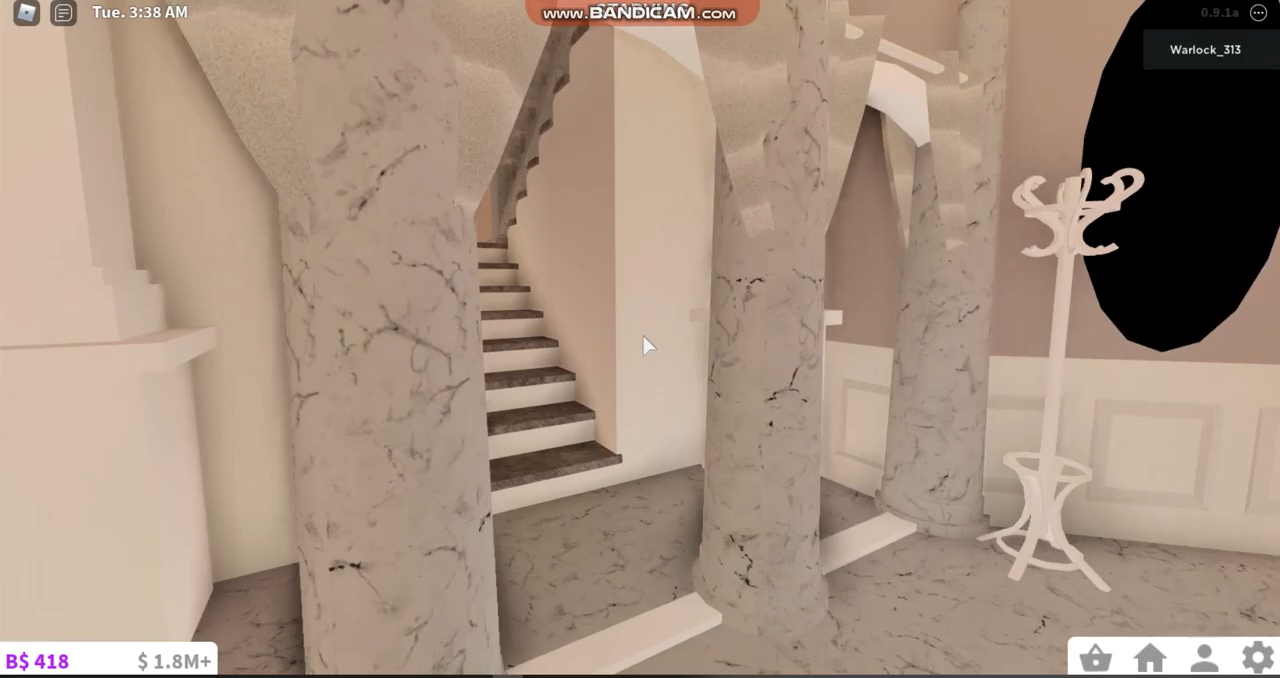 Tue. 3:38 AM
www.BANDICAM.com
0.9.1a
Warlock_313
B$ 418
$ 1.8M+